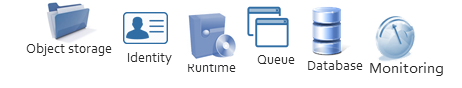 Object storage
Identity
Runtime
Queue
Database
Monitoring